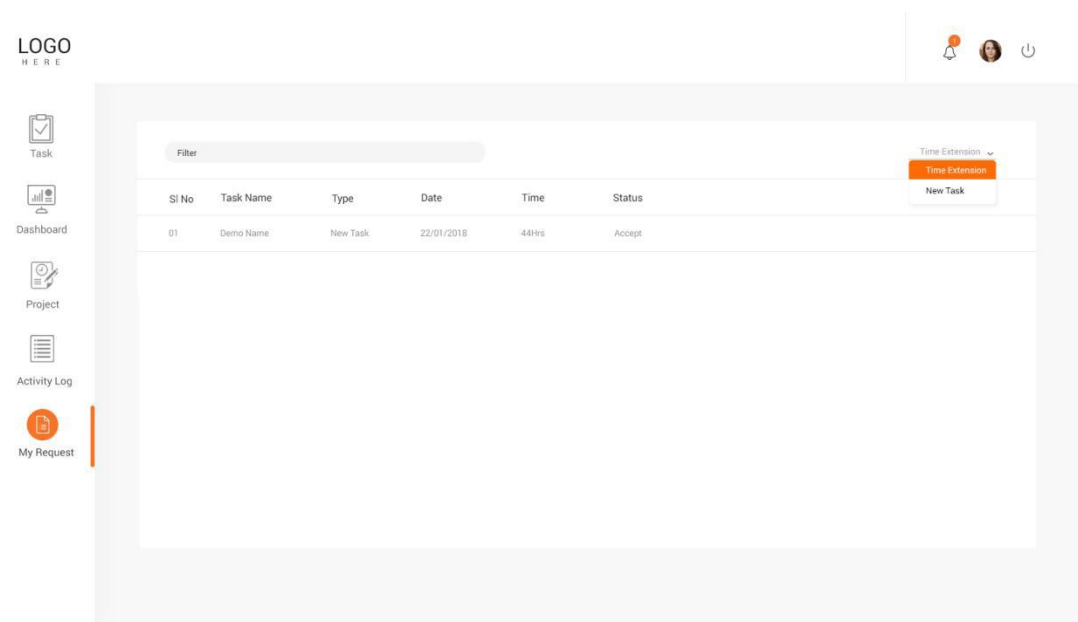 LOGO
HERE
1
Task
Dashboard
Project
Activity Log
My Request
Filter
Time Extension
Time Extension
New Task
Sl No Task Name Type Date Time Status
01 Demo Name New Task 22/01/2018 44Hrs Accept